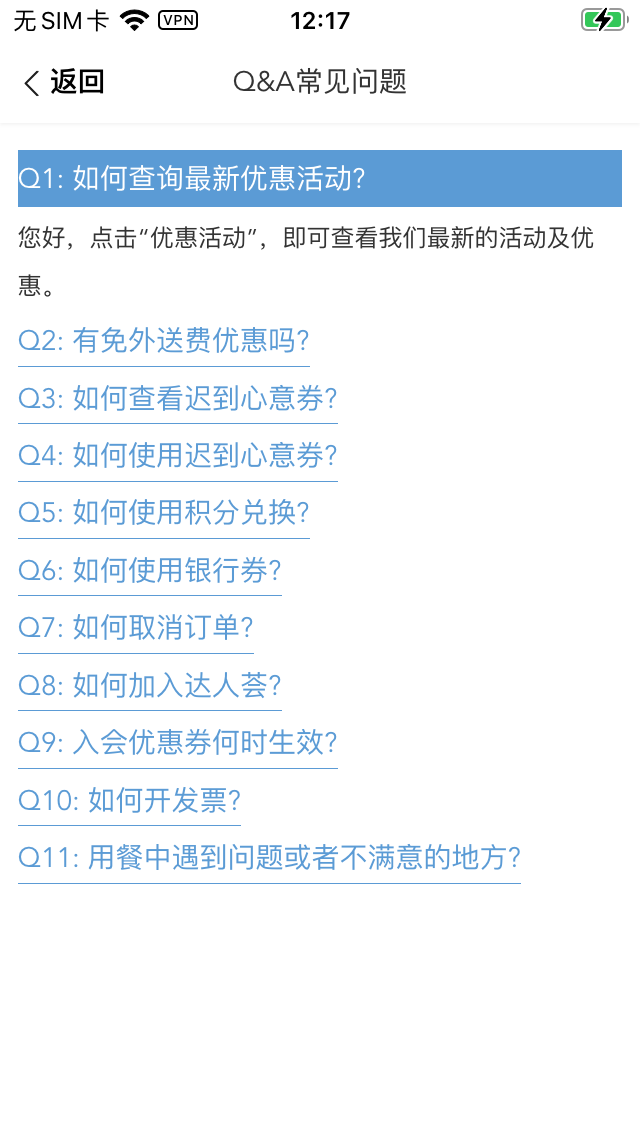 无SIM卡 VPN 12:17
返回 Q&A常见问题
Q1: 如何查询最新优惠活动?
您好，点击“优惠活动”，即可查看我们最新的活动及优
惠。
Q2: 有免外送费优惠吗?
Q3: 如何查看迟到心意券?
Q4: 如何使用迟到心意券?
Q5: 如何使用积分兑换?
Q6: 如何使用银行券?
Q7: 如何取消订单?
Q8: 如何加入达人荟?
Q9: 入会优惠券何时生效?
Q10: 如何开发票?
Q11: 用餐中遇到问题或者不满意的地方?